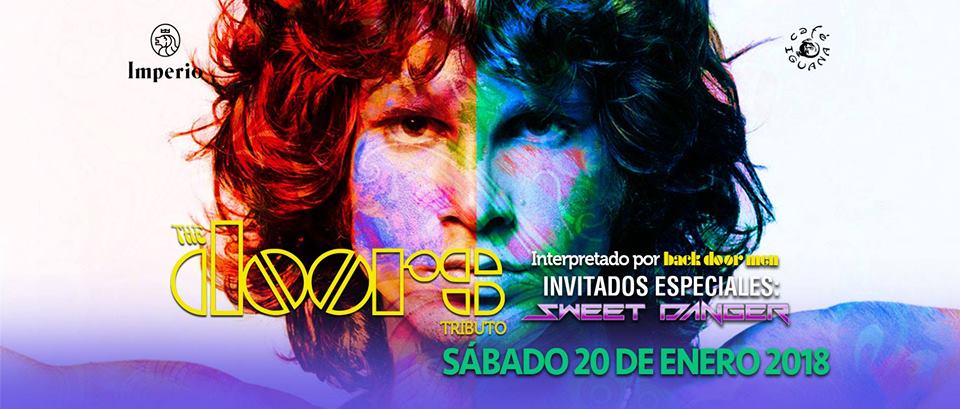 Imperio
café
IGUANA
THE
doors
TRIBUTO
Interpretado por back door men
INVITADOS ESPECIALES:
SWEET DANGER
SÁBADO 20 DE ENERO 2018